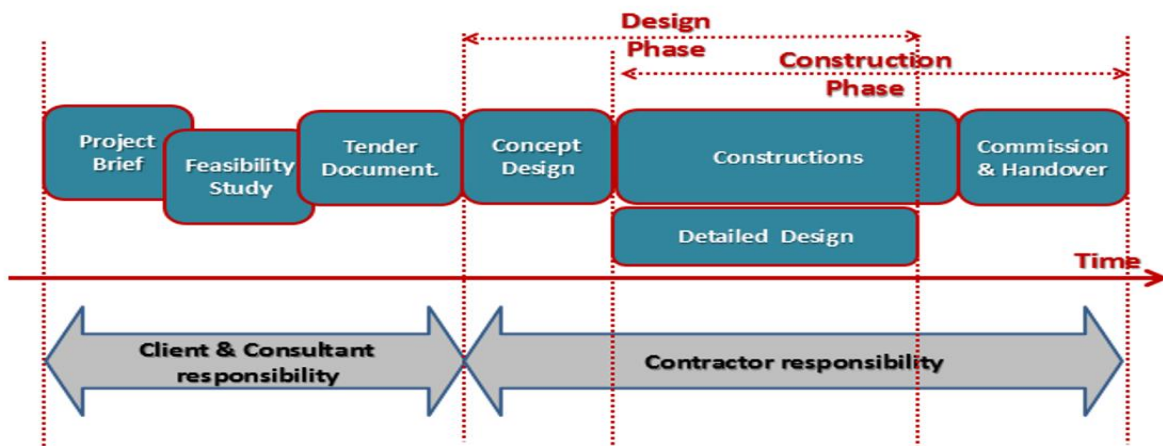 Design
Phase
Construction
Phase
Project
Brief
Feasibility
Study
Tender
Document.
Concept
Design
Constructions
Commission
& Handover
Detailed Design
Time
Client & Consultant
responsibility
Contractor responsibility